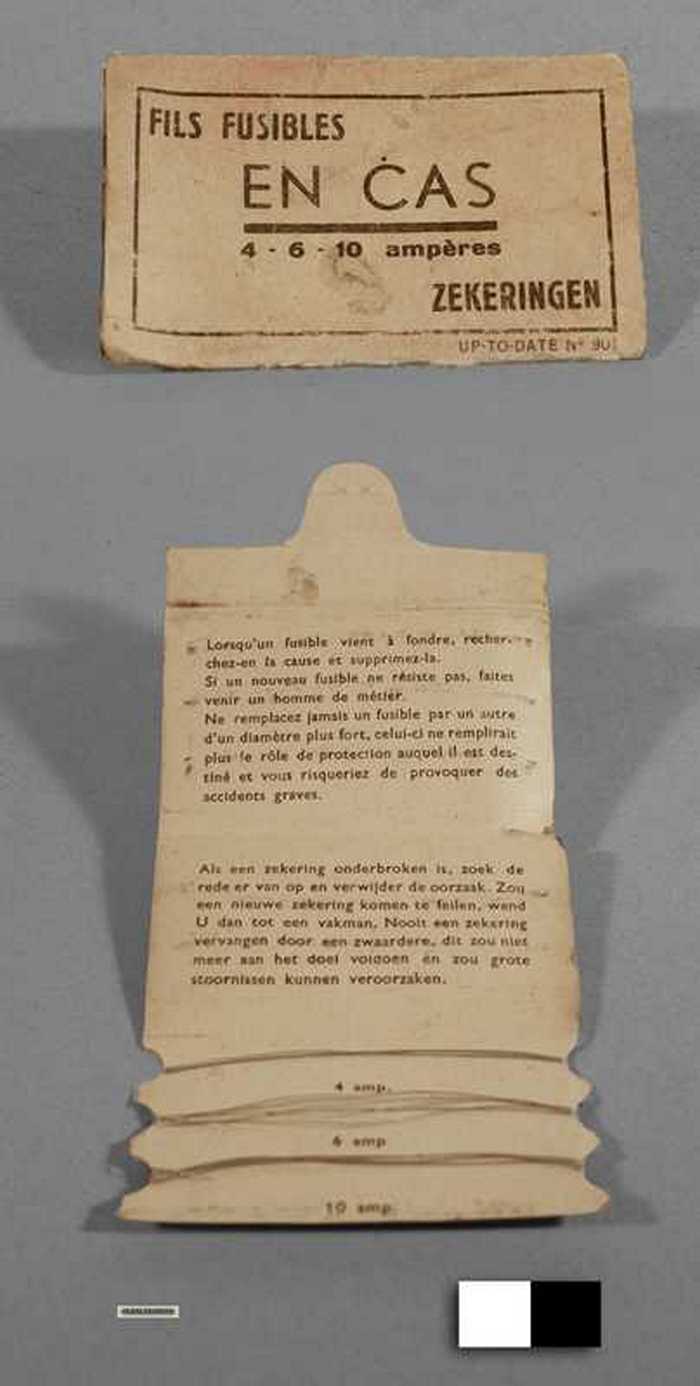 FILS FUSIBLES
EN CAS
4 - 6 - 10 ampères
ZEKERINGEN
UP-TO-DATE N° 901
Lorsqu'un fusible vient à fondre, recher-
chez-en la cause et supprimez-la.
Si un nouveau fusible ne résiste pas, faites
venir un homme de métier.
Ne remplacez jamais un fusible par un autre
d'un diamètre plus fort, celui-ci ne remplirait
plus le rôle de protection auquel il est des-
tiné et vous risqueriez de provoquer des
accidents graves.
Als een zekering onderbroken is, zoek de
rede er van op en verwijder de oorzaak. Zou
een nieuwe zekering komen te feilen, wend
U dan tot een vakman. Nooit een zekering
vervangen door een zwaardere, dit zou niet
meer aan het doel voldoen en zou grote
stoornissen kunnen veroorzaken.
4 amp.
6 amp
10 amp.